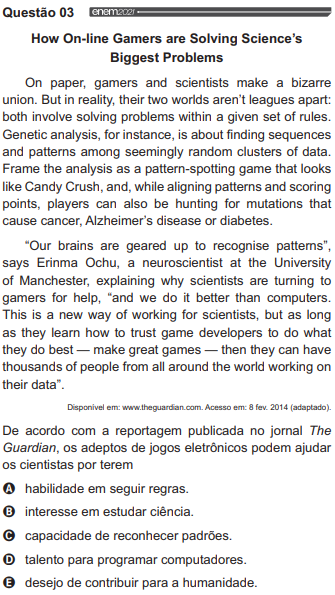 Questão 03 enem2021
How On-line Gamers are Solving Science's
Biggest Problems
On paper, gamers and scientists make a bizarre
union. But in reality, their two worlds aren't leagues apart:
both involve solving problems within a given set of rules.
Genetic analysis, for instance, is about finding sequences
and patterns among seemingly random clusters of data.
Frame the analysis as a pattern-spotting game that looks
like Candy Crush, and, while aligning patterns and scoring
points, players can also be hunting for mutations that
cause cancer, Alzheimer's disease or diabetes.
“Our brains are geared up to recognise patterns”,
says Erinma Ochu, a neuroscientist at the University
of Manchester, explaining why scientists are turning to
gamers for help, “and we do it better than computers.
This is a new way of working for scientists, but as long
as they learn how to trust game developers to do what
they do best — make great games — then they can have
thousands of people from all around the world working on
their data”.
Disponível em: www.theguardian.com. Acesso em: 8 fev. 2014 (adaptado).
De acordo com a reportagem publicada no jornal The
Guardian, os adeptos de jogos eletrônicos podem ajudar
os cientistas por terem
A habilidade em seguir regras.
B interesse em estudar ciência.
C capacidade de reconhecer padrões.
D talento para programar computadores.
E desejo de contribuir para a humanidade.